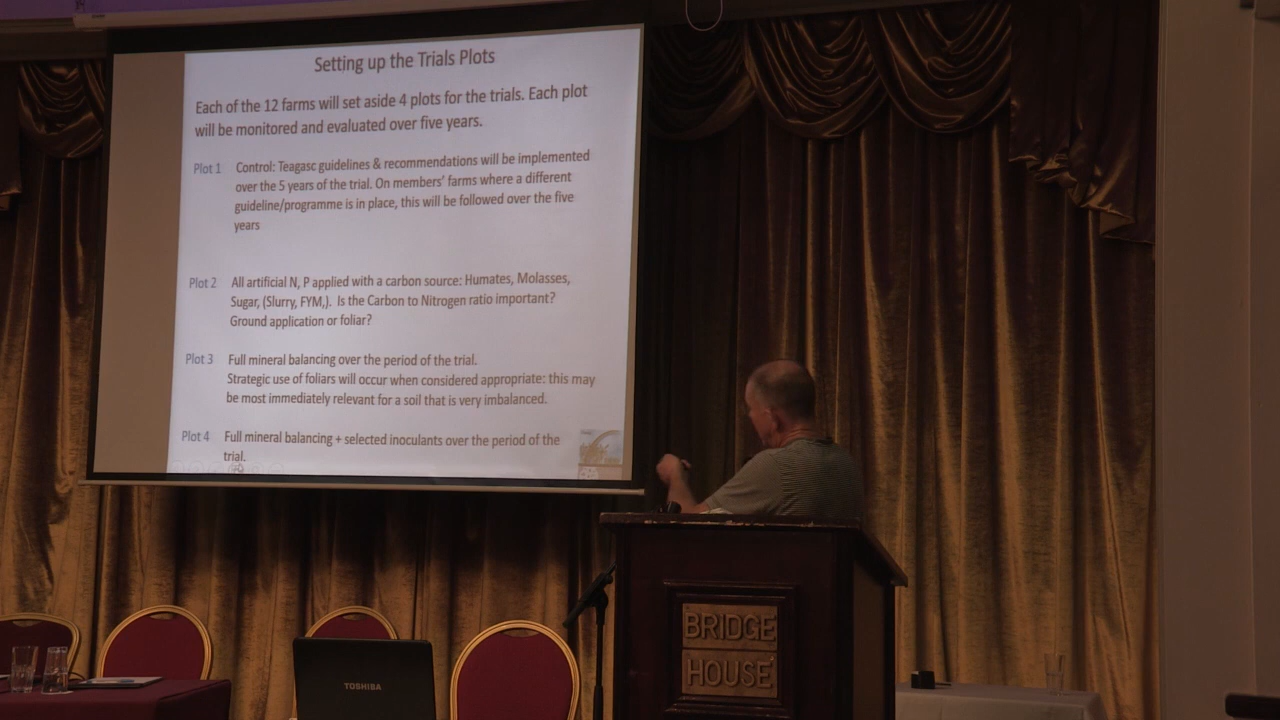 Setting up the Trials Plots
Each of the 12 farms will set aside 4 plots for the trials. Each plot
will be monitored and evaluated over five years.
Plot 1 Control: Teagasc guidelines & recommendations will be implemented
over the 5 years of the trial. On members' farms where a different
guideline/programme is in place, this will be followed over the five
years
Plot 2 All artificial N, P applied with a carbon source: Humates, Molasses,
Sugar, (Slurry, FYM,). Is the Carbon to Nitrogen ratio important?
Ground application or foliar?
Plot 3 Full mineral balancing over the period of the trial.
Strategic use of foliars will occur when considered appropriate: this may
be most immediately relevant for a soil that is very imbalanced.
Plot 4 Full mineral balancing + selected inoculants over the period of the
trial.
BRIDGE
HOUSE
TOSHIBA